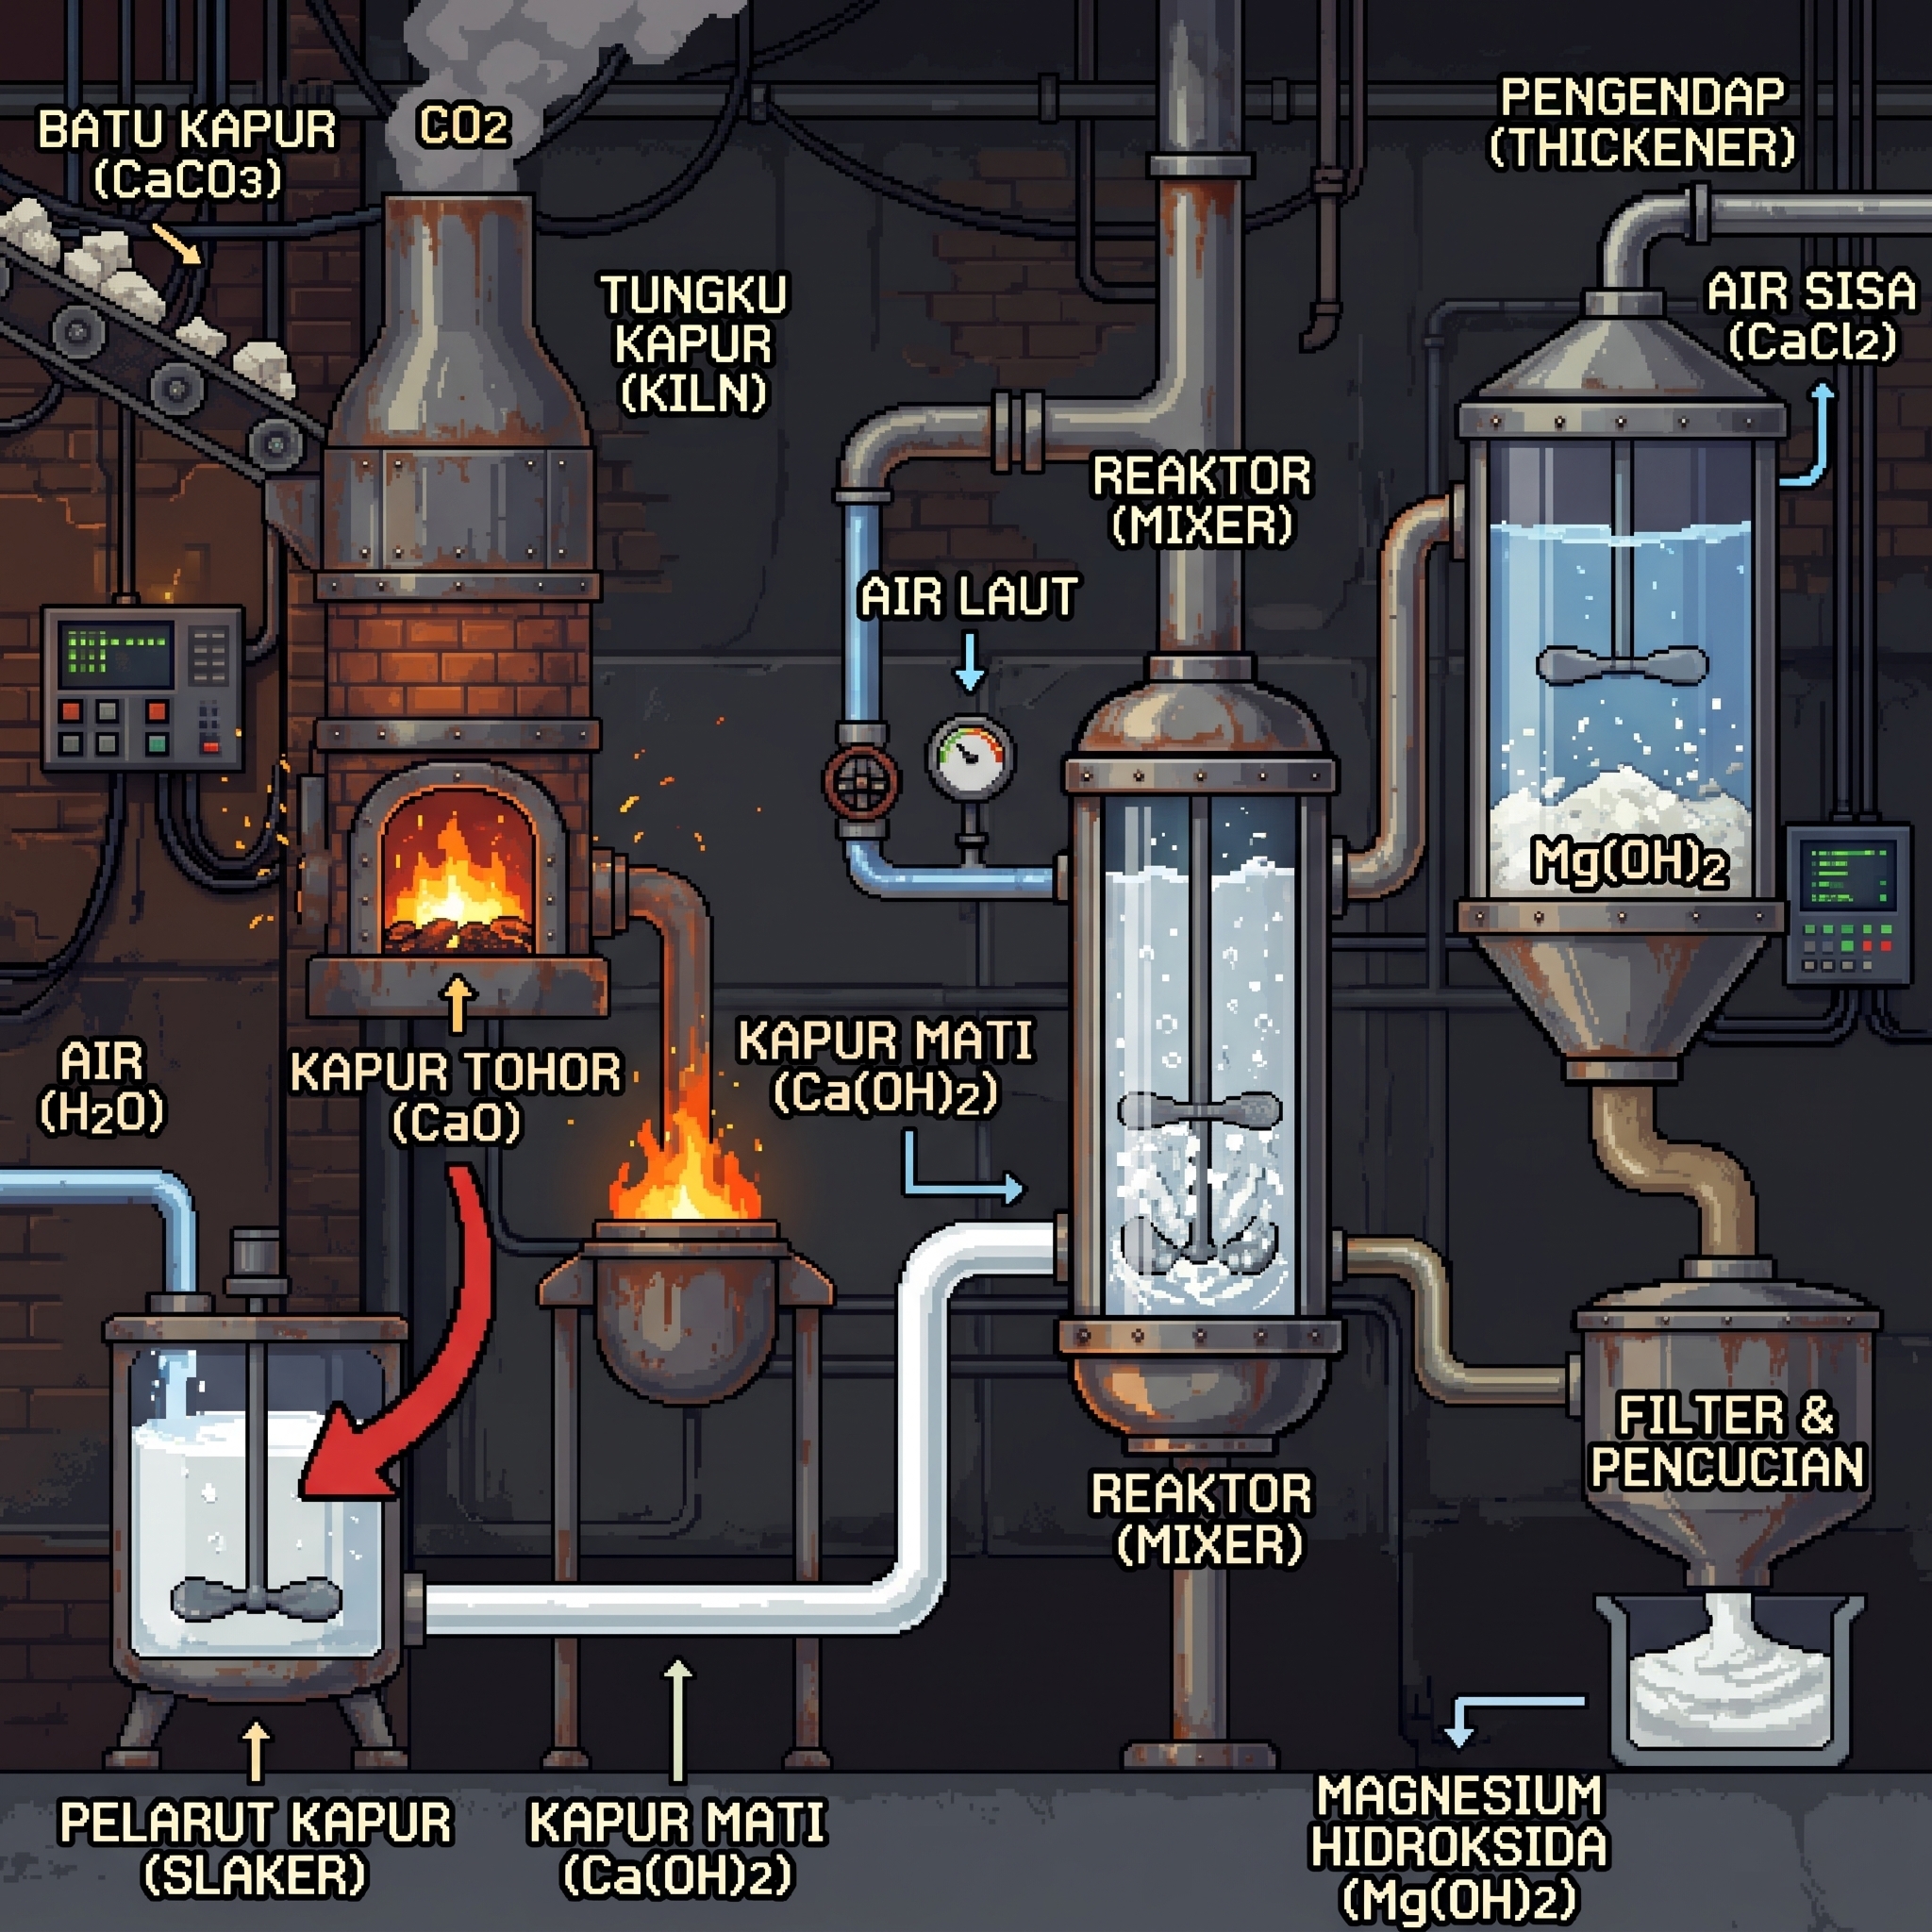 BATU KAPUR
(CaCO3)
CO2
TUNGKU
KAPUR
(KILN)
PENGENDAP
(THICKENER)
AIR SISA
(CaCl2)
REAKTOR
(MIXER)
AIR LAUT
Mg(OH)2
AIR
(H2O)
KAPUR TOHOR
(CaO)
KAPUR MATI
(Ca(OH)2)
FILTER &
PENCUCIAN
REAKTOR
(MIXER)
PELARUT KAPUR
(SLAKER)
KAPUR MATI
(Ca(OH)2)
MAGNESIUM
HIDROKSIDA
(Mg(OH)2)